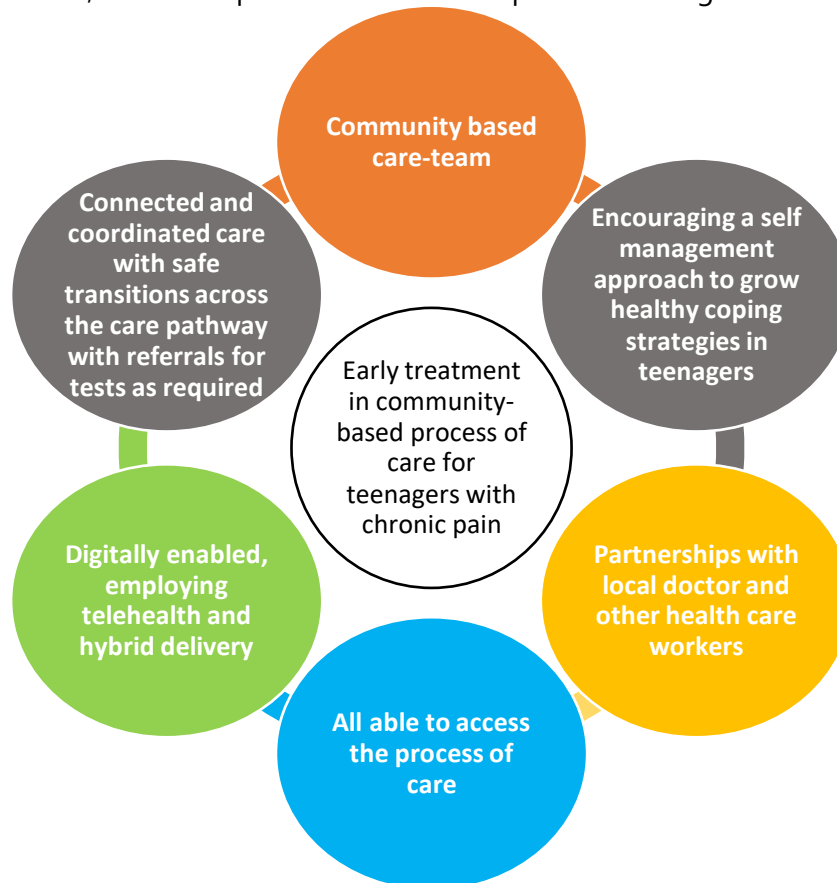 Community based
care-team
Encouraging a self
management
approach to grow
healthy coping
strategies in
teenagers
Partnerships with
local doctor and
other health care
workers
All able to access
the process of
care
Digitally enabled,
employing
telehealth and
hybrid delivery
Connected and
coordinated care
with safe
transitions across
the care pathway
with referrals for
tests as required
Early treatment
in community-
based process of
care for
teenagers with
chronic pain